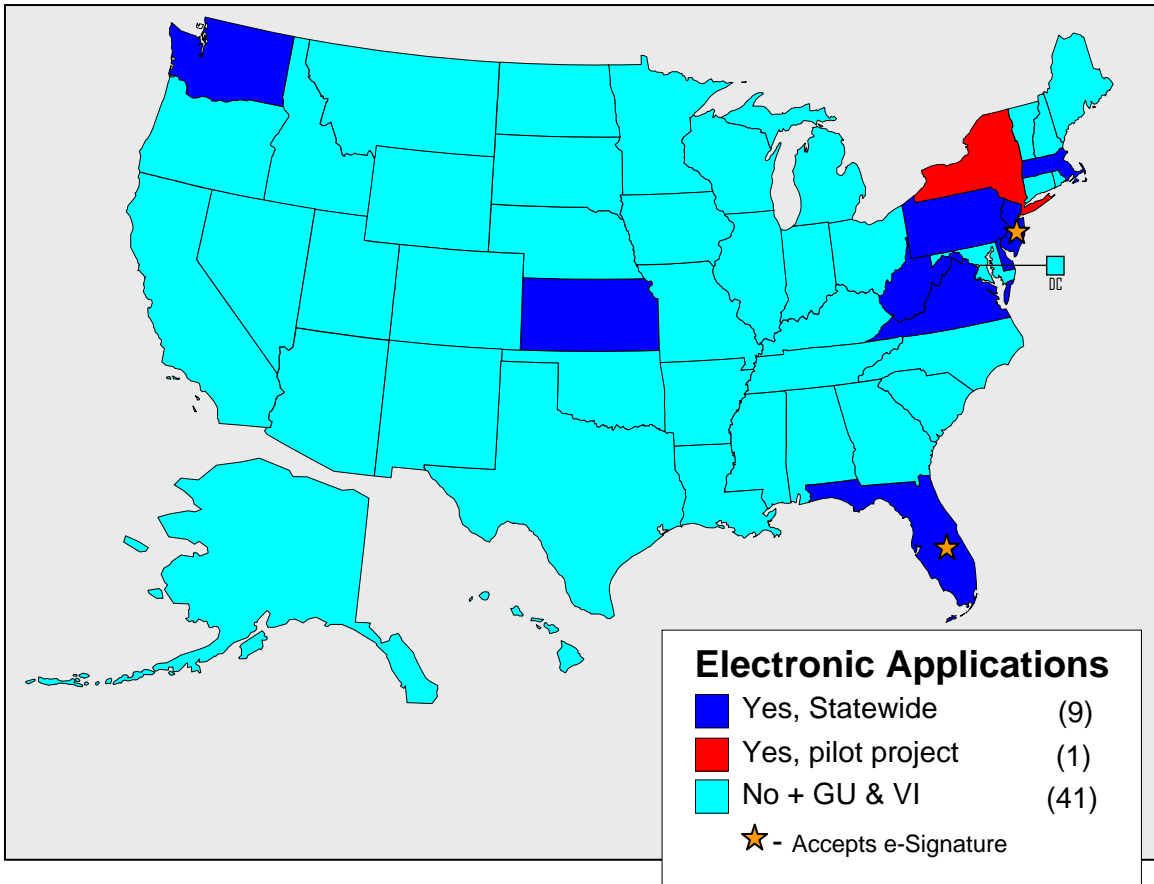 DC
Electronic Applications
Yes, Statewide (9)
Yes, pilot project (1)
No + GU & VI (41)
- Accepts e-Signature